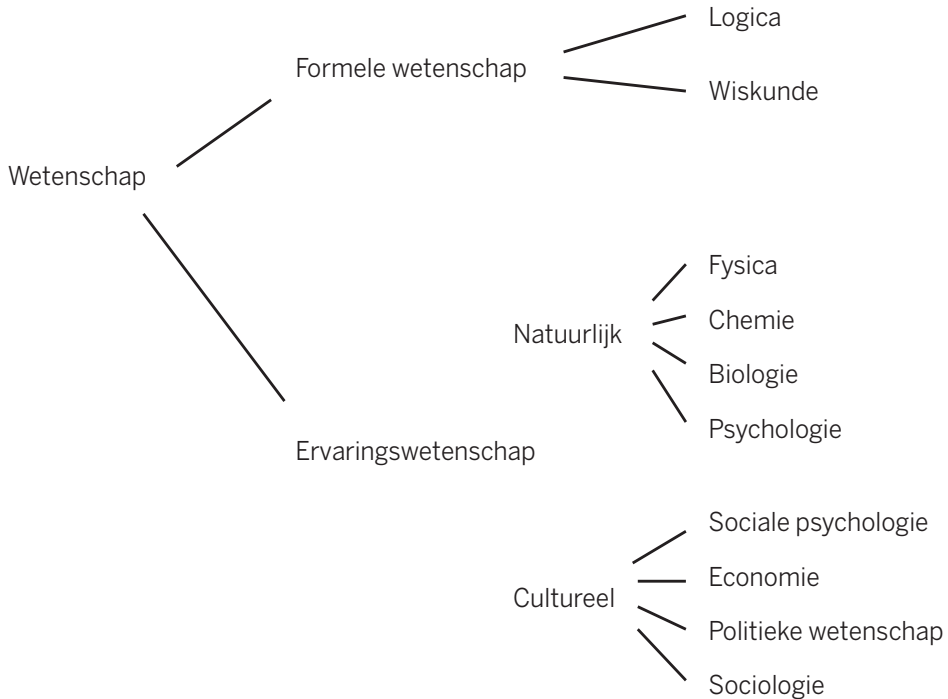 Logica
Formele wetenschap
Wiskunde
Wetenschap
Fysica
Chemie
Natuurlijk
Biologie
Psychologie
Ervaringswetenschap
Sociale psychologie
Economie
Cultureel
Politieke wetenschap
Sociologie